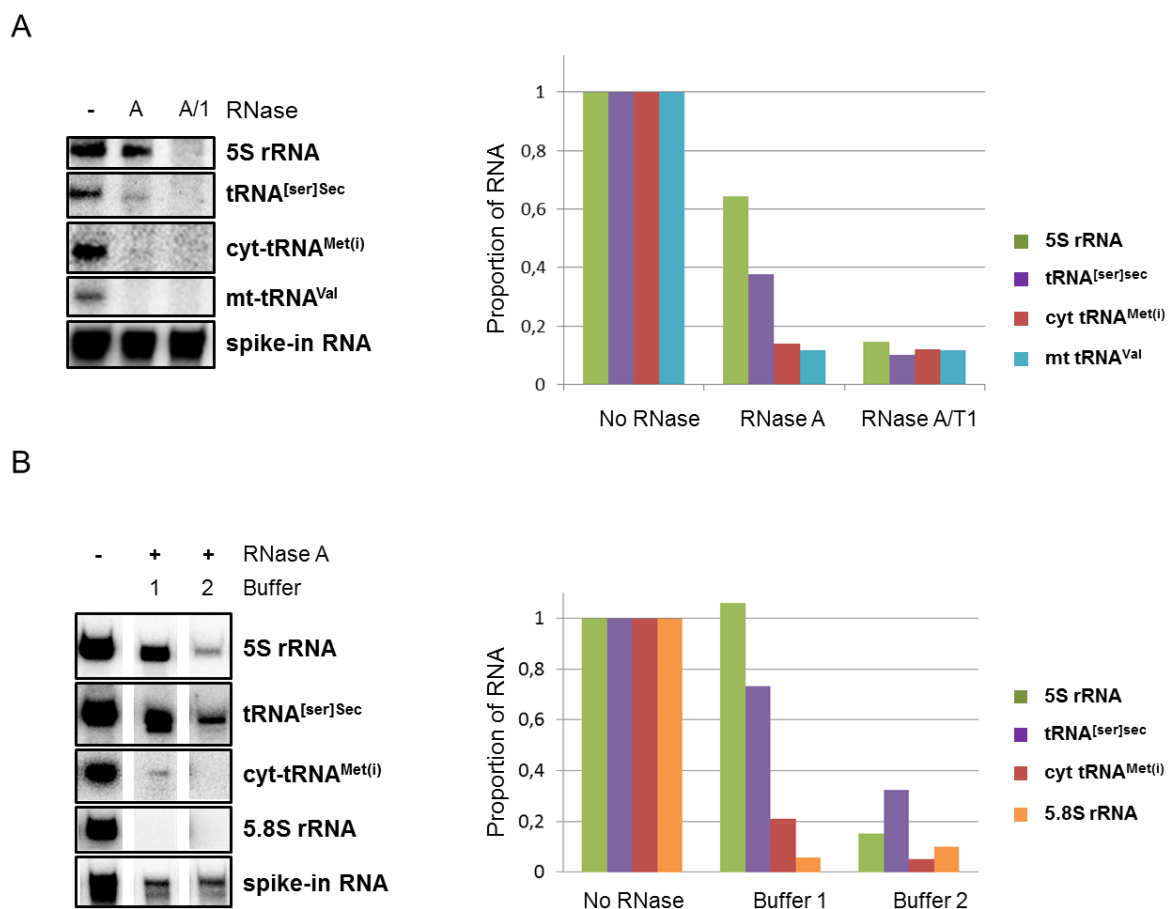 A
- A A/1 RNase
5S rRNA
tRNA[ser]Sec
cyt-tRNAMet(i)
mt-tRNAVal
spike-in RNA
Proportion of RNA
1
0,8
0,6
0,4
0,2
0
No RNase RNase A RNase A/T1
5S rRNA
tRNA[ser]sec
cyt tRNAMet(i)
mt tRNAVal
B
- + + RNase A
1 2 Buffer
5S rRNA
tRNA[ser]Sec
cyt-tRNAMet(i)
5.8S rRNA
spike-in RNA
Proportion of RNA
1
0,8
0,6
0,4
0,2
0
No RNase Buffer 1 Buffer 2
5S rRNA
tRNA[ser]sec
cyt tRNAMet(i)
5.8S rRNA